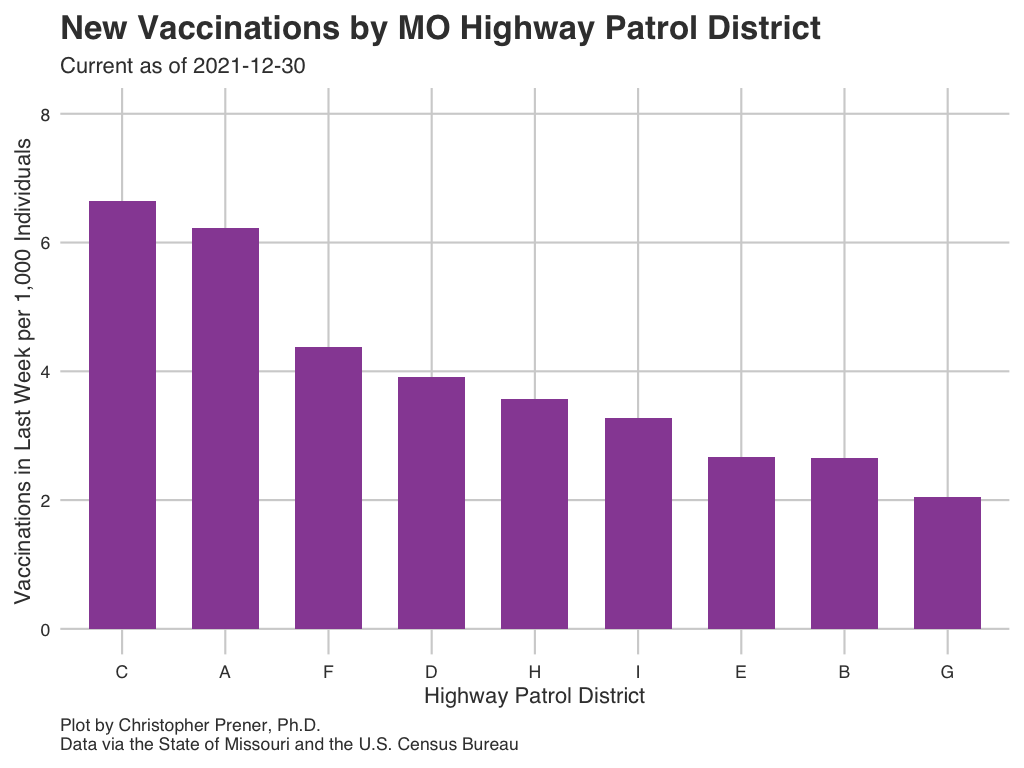 New Vaccinations by MO Highway Patrol District
Current as of 2021-12-30
Vaccinations in Last Week per 1,000 Individuals
8
6
4
2
0
C A F D H I E B G
Highway Patrol District
Plot by Christopher Prener, Ph.D.
Data via the State of Missouri and the U.S. Census Bureau